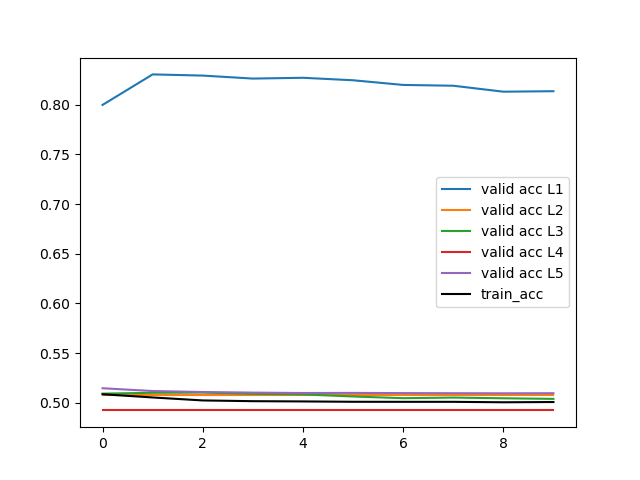 0.80
0.75
0.70
0.65
0.60
0.55
0.50
0 2 4 6 8
valid acc L1
valid acc L2
valid acc L3
valid acc L4
valid acc L5
train_acc